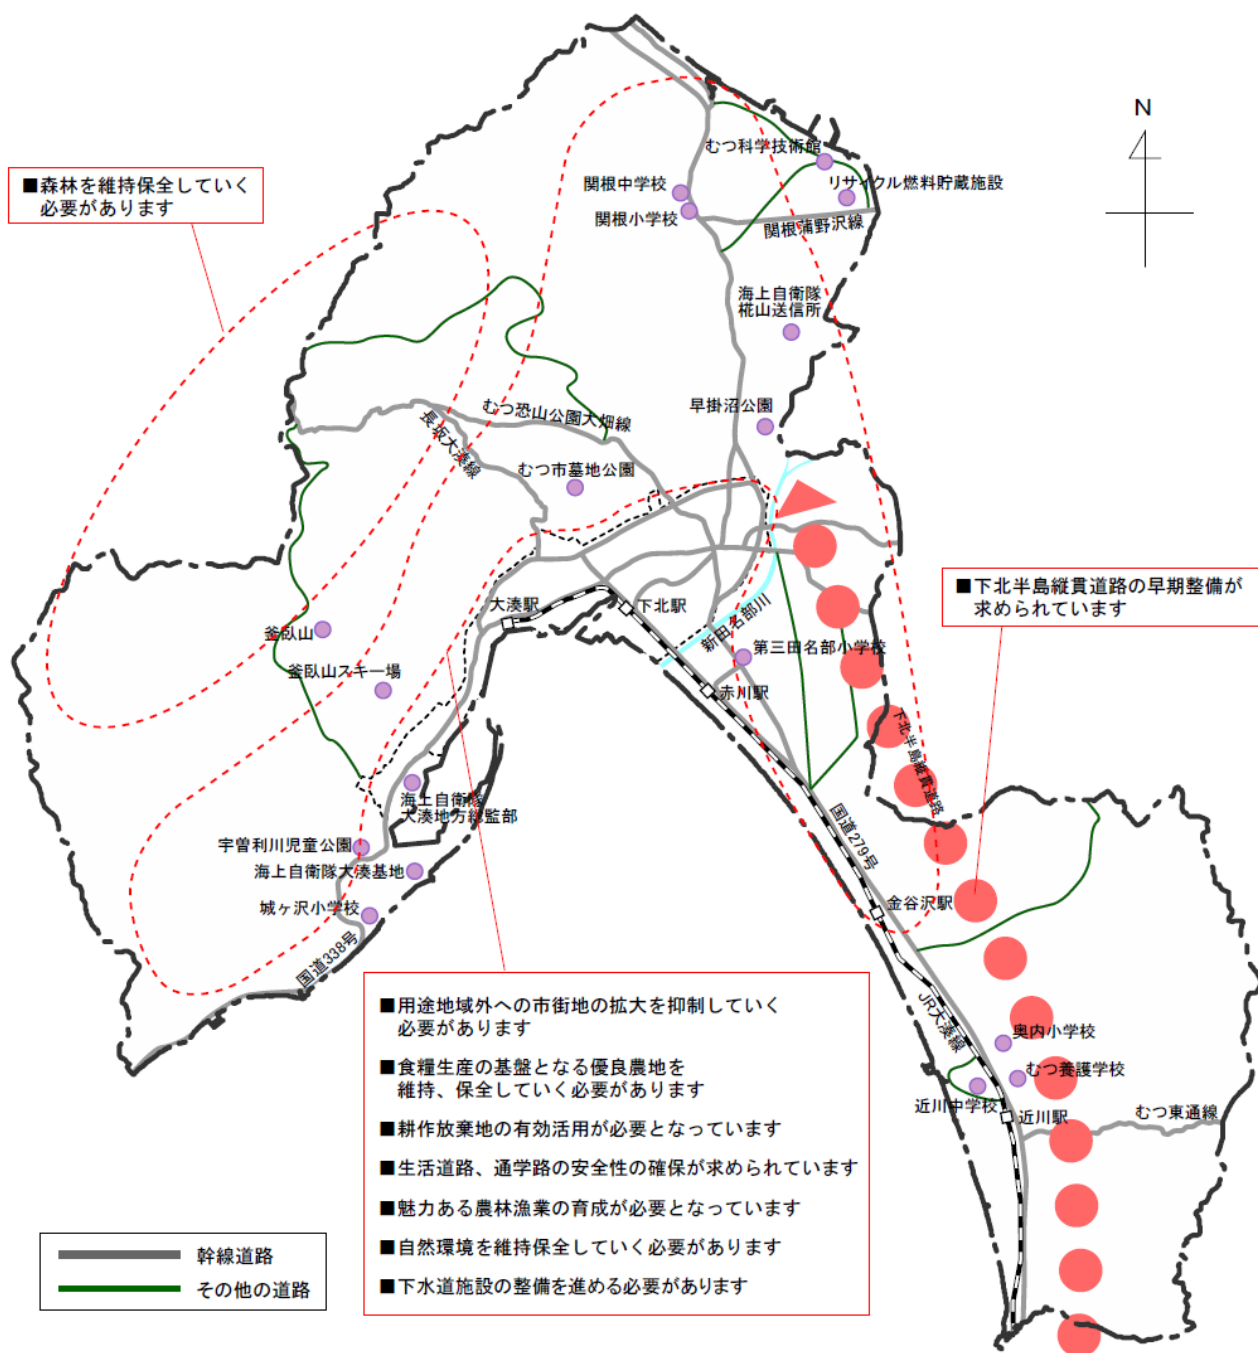 N
むつ科学技術館
■森林を維持保全していく
必要があります
関根中学校
リサイクル燃料貯蔵施設
関根小学校
関根浦野沢線
海上自衛隊
椛山送信所
むつ恐山公園大畑線
早掛沼公園
長坂大湊線
むつ市墓地公園
■下北半島縦貫道路の早期整備が
求められています
大湊駅
下北駅
新田名部川
釜臥山
第三田名部小学校
釜臥山スキー場
赤川駅
下北半島縦貫道路
海上自衛隊
大湊地方総監部
国道279号
宇曽利川児童公園
海上自衛隊大湊基地
金谷沢駅
城ヶ沢小学校
国道338号
■用途地域外への市街地の拡大を抑制していく
必要があります
■食糧生産の基盤となる優良農地を
維持、保全していく必要があります
■耕作放棄地の有効活用が必要となっています
■生活道路、通学路の安全性の確保が求められています
■魅力ある農林漁業の育成が必要となっています
■自然環境を維持保全していく必要があります
■下水道施設の整備を進める必要があります
JR大湊線
奥内小学校
むつ養護学校
近川中学校
近川駅
むつ東通線
幹線道路
その他の道路